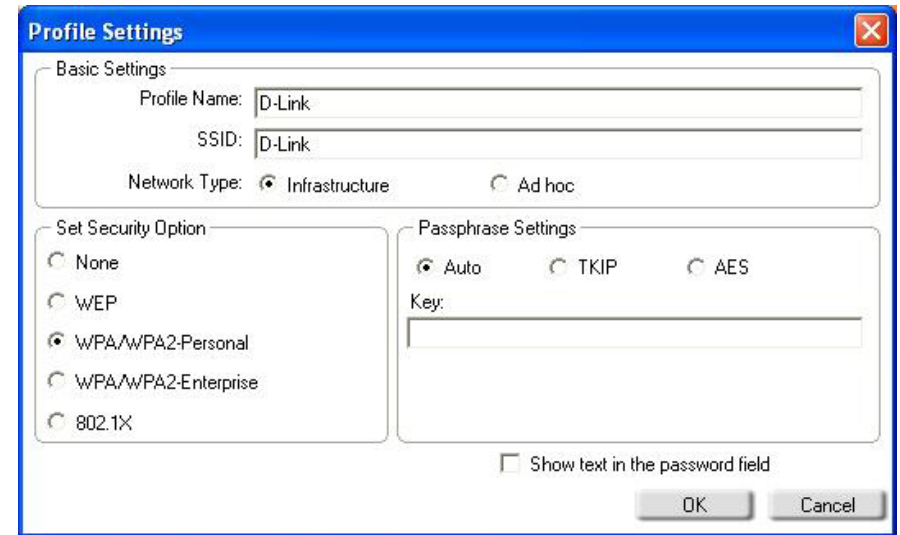 Profile Settings
Basic Settings
Profile Name: D-Link
SSID: D-Link
Network Type: Infrastructure Ad hoc
Set Security Option
None
WEP
WPA/WPA2-Personal
WPA/WPA2-Enterprise
802.1X
Passphrase Settings
Auto TKIP AES
Key:
Show text in the password field
OK Cancel